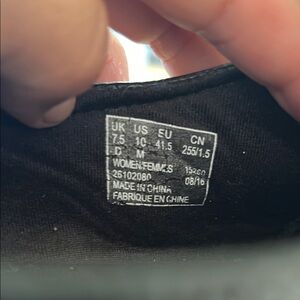 UK US EU CN
7.5 10 41.5 255/1.5
D M
WOMEN/FEMMES
26102080 08/16
MADE IN CHINA
FABRIQUE EN CHINE